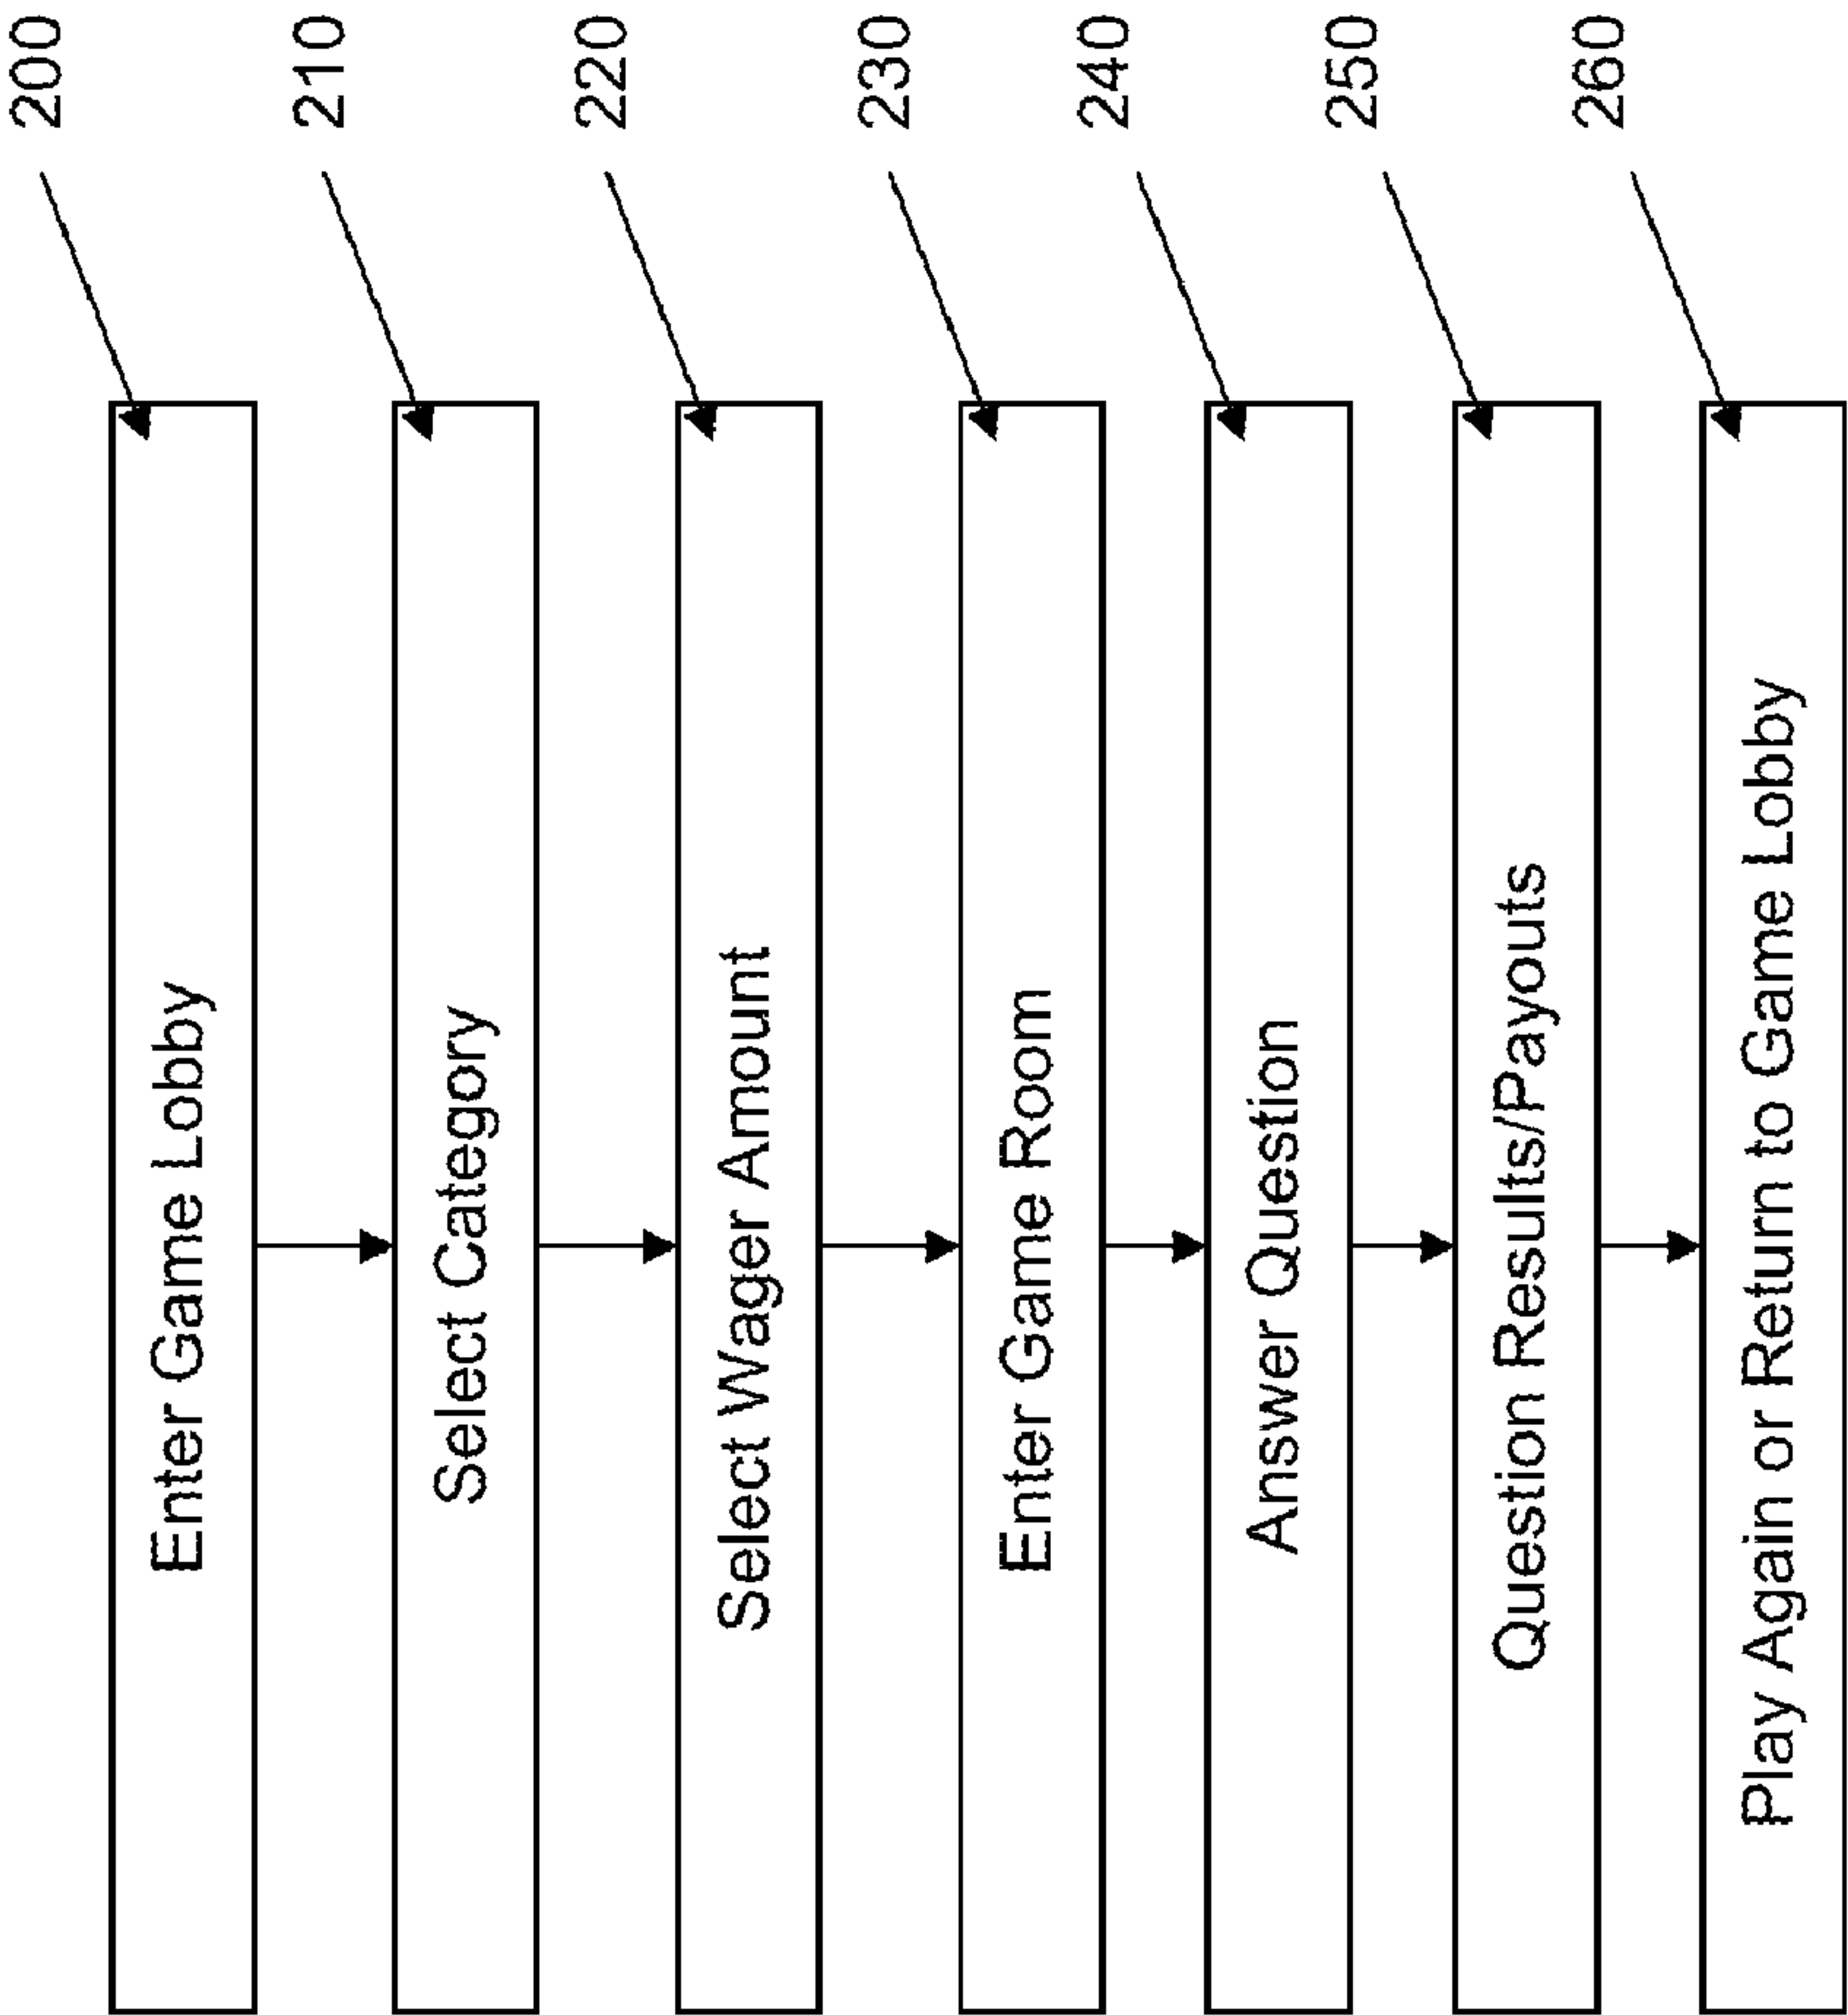 Enter Game Lobby
200
Select Category
210
Select Wager Amount
220
Enter Game Room
230
Answer Question
240
Question Results/Payouts
250
Play Again or Return to Game Lobby
260